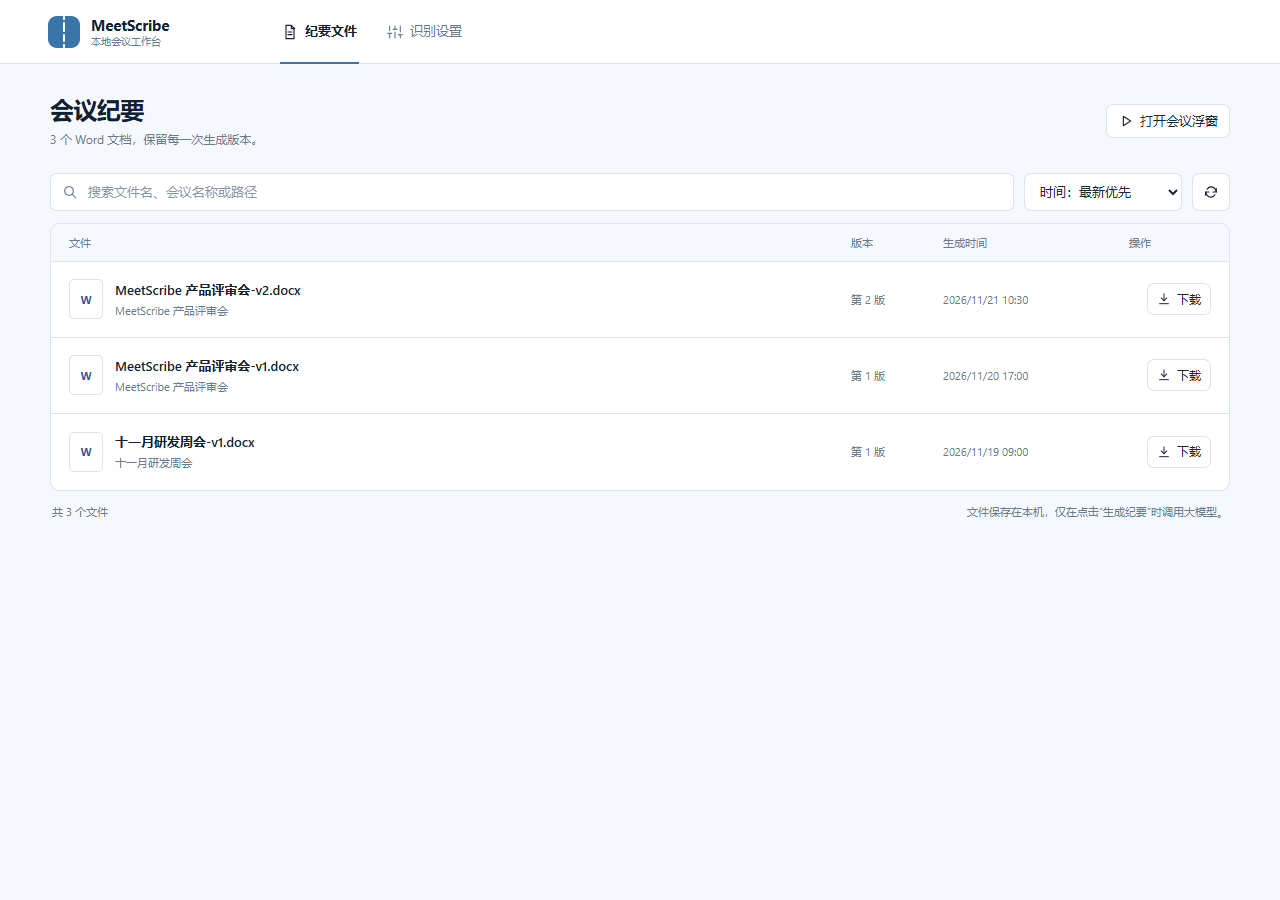 MeetScribe
本地会议工作台
纪要文件
识别设置
会议纪要
3 个 Word 文档，保留每一次生成版本。
打开会议浮窗
搜索文件名、会议名称或路径
时间：最新优先
文件 版本 生成时间 操作
W
MeetScribe 产品评审会-v2.docx
MeetScribe 产品评审会
第 2 版
2026/11/21 10:30
下载
W
MeetScribe 产品评审会-v1.docx
MeetScribe 产品评审会
第 1 版
2026/11/20 17:00
下载
W
十一月研发周会-v1.docx
十一月研发周会
第 1 版
2026/11/19 09:00
下载
共 3 个文件
文件保存在本机，仅在点击“生成纪要”时调用大模型。